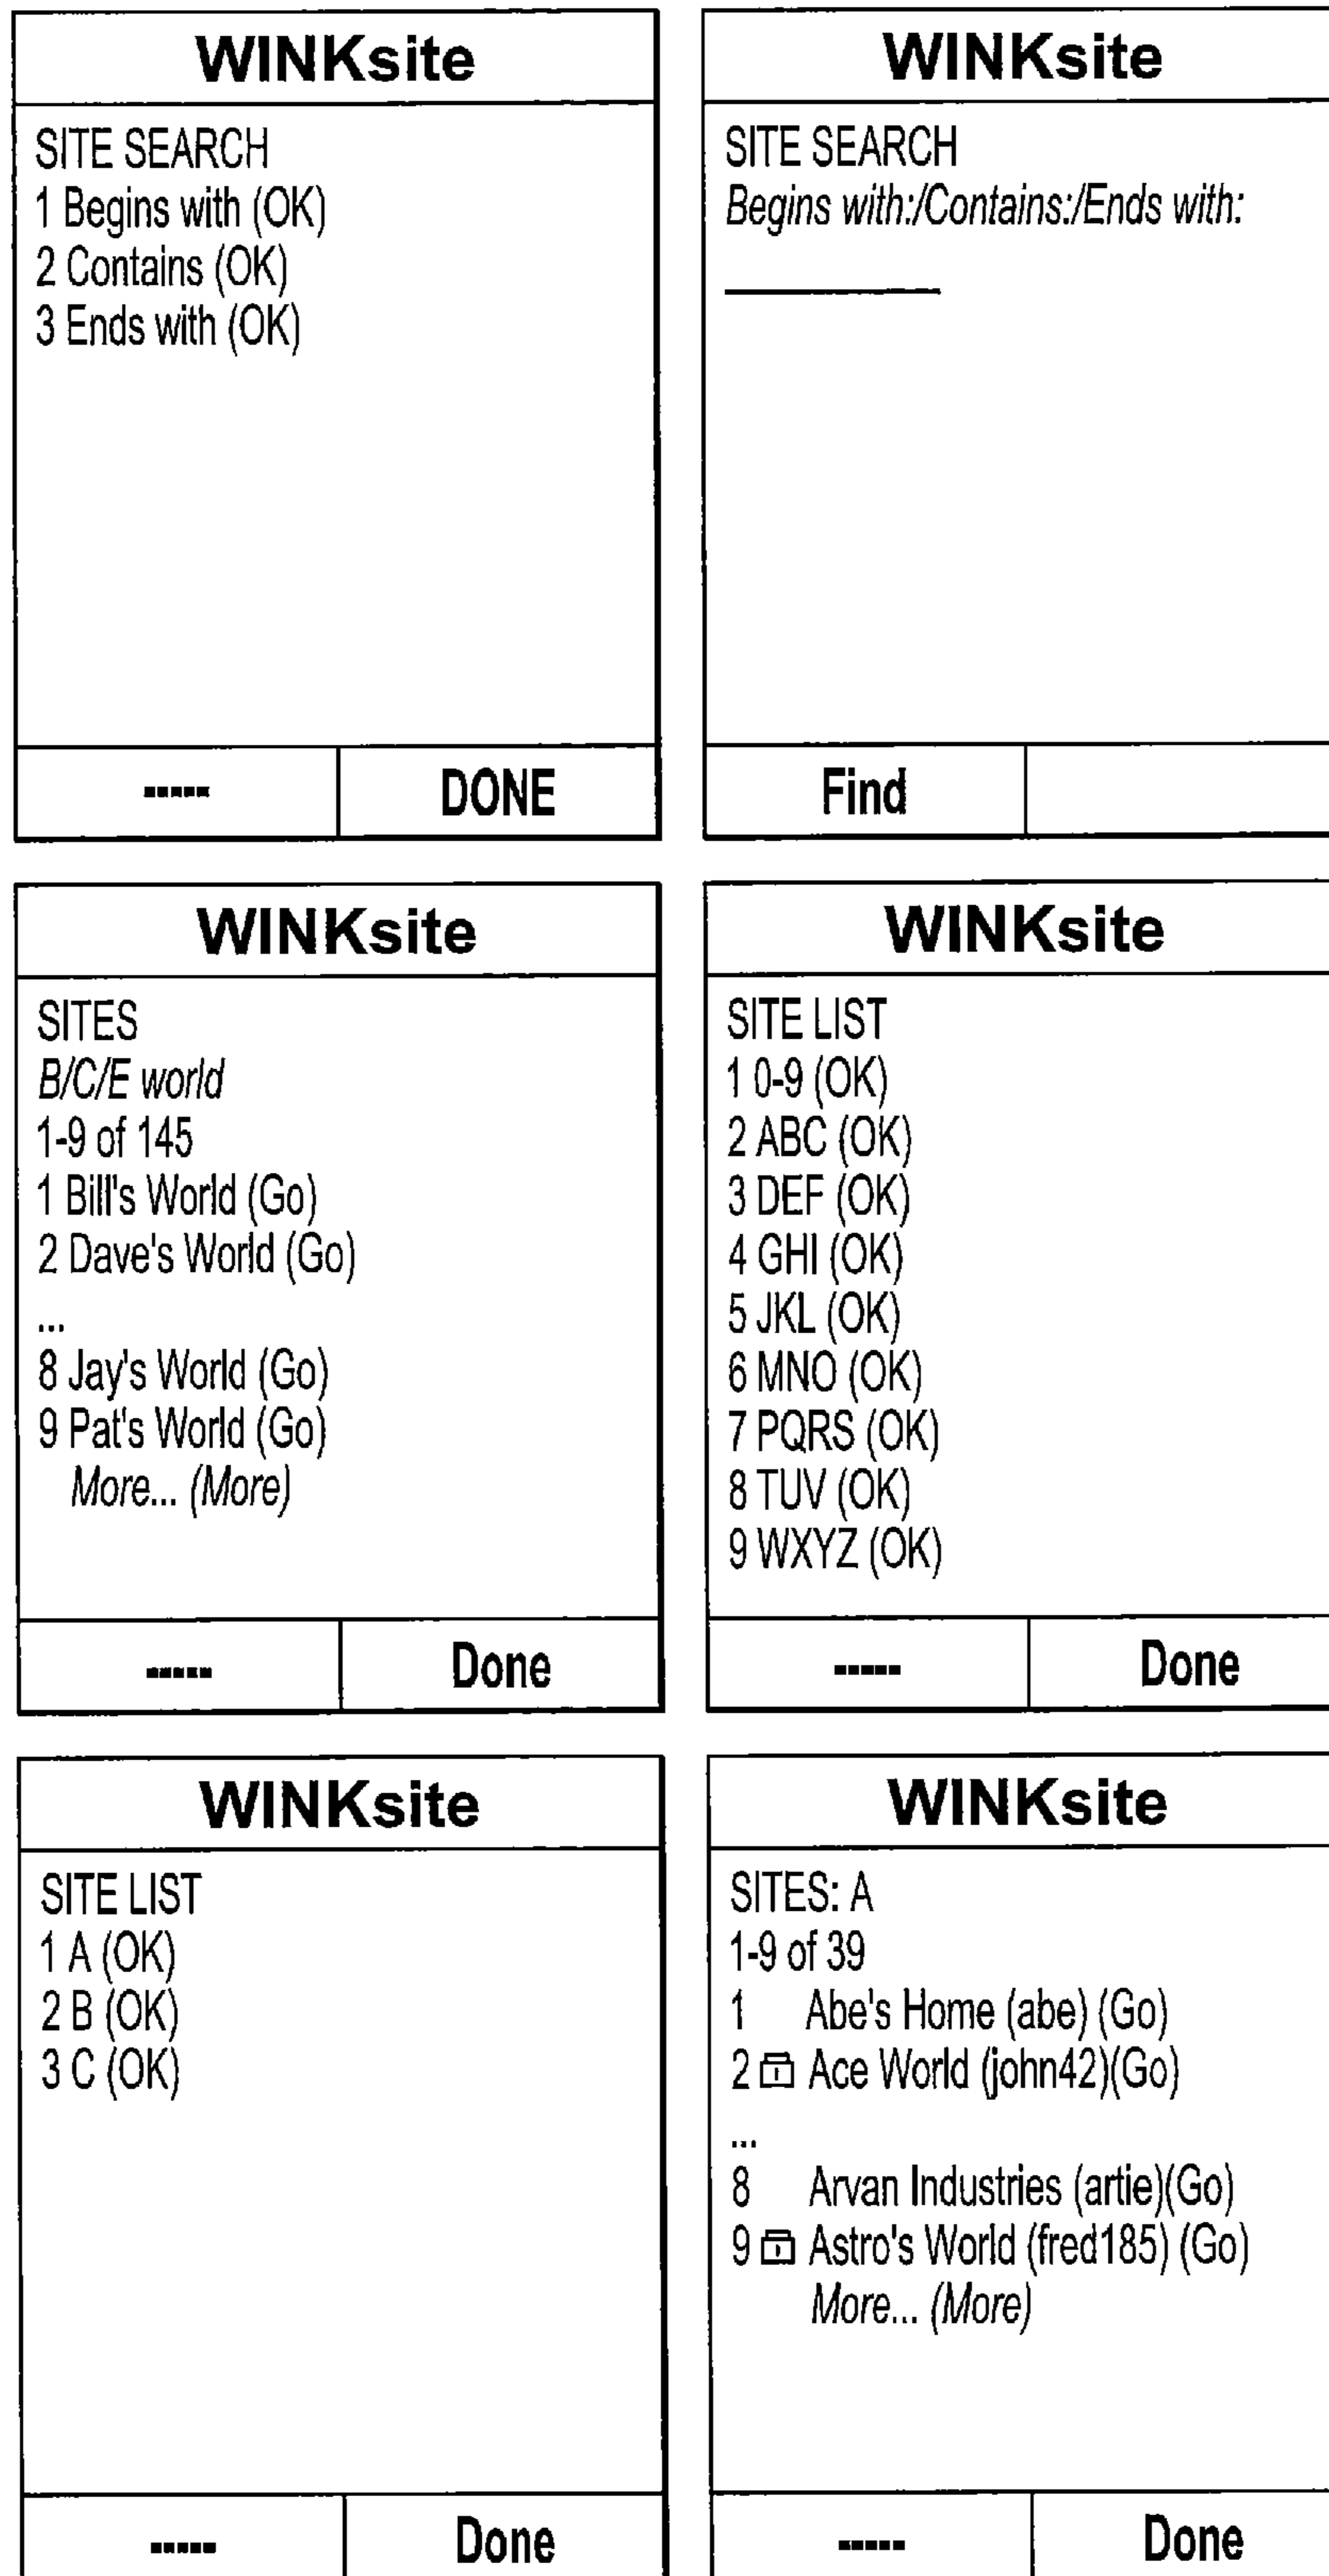 WINKsite
SITE SEARCH
1 Begins with (OK)
2 Contains (OK)
3 Ends with (OK)
-----
DONE
WINKsite
SITE SEARCH
Begins with:/Contains:/Ends with:
Find
WINKsite
SITES
B/C/E world
1-9 of 145
1 Bill's World (Go)
2 Dave's World (Go)
...
8 Jay's World (Go)
9 Pat's World (Go)
More... (More)
-----
Done
WINKsite
SITE LIST
1 0-9 (OK)
2 ABC (OK)
3 DEF (OK)
4 GHI (OK)
5 JKL (OK)
6 MNO (OK)
7 PQRS (OK)
8 TUV (OK)
9 WXYZ (OK)
-----
Done
WINKsite
SITE LIST
1 A (OK)
2 B (OK)
3 C (OK)
-----
Done
WINKsite
SITES: A
1-9 of 39
1 Abe's Home (abe) (Go)
2 Ace World (john42)(Go)
...
8 Arvan Industries (artie)(Go)
9 Astro's World (fred185) (Go)
More... (More)
-----
Done